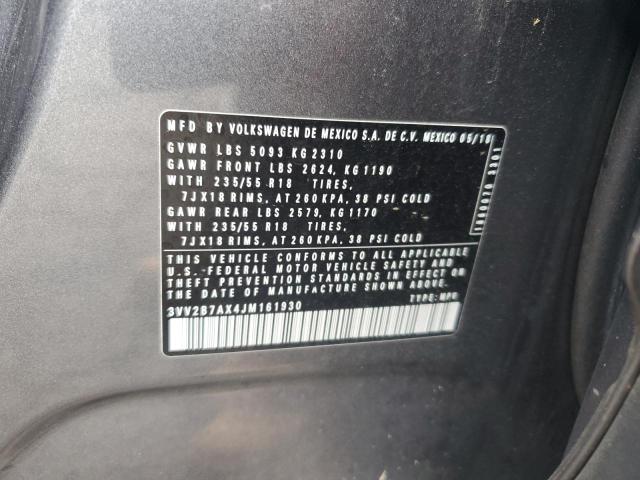 MFD BY VOLKSWAGEN DE MEXICO S.A. DE C.V. MEXICO 05/18
GVWR LBS 5093 KG 2310
GAWR FRONT LBS 2624, KG 1190
WITH 235/55 R18 TIRES,
7JX18 RIMS, AT 260 KPA, 38 PSI COLD
GAWR REAR LBS 2579, KG 1170
WITH 235/55 R18 TIRES,
7JX18 RIMS, AT 260 KPA, 38 PSI COLD
THIS VEHICLE CONFORMS TO ALL APPLICABLE
U.S. FEDERAL MOTOR VEHICLE SAFETY AND
THEFT PREVENTION STANDARDS IN EFFECT ON
THE DATE OF MANUFACTURE SHOWN ABOVE
3VV2B7AX4JM161930 TYPE: MPV